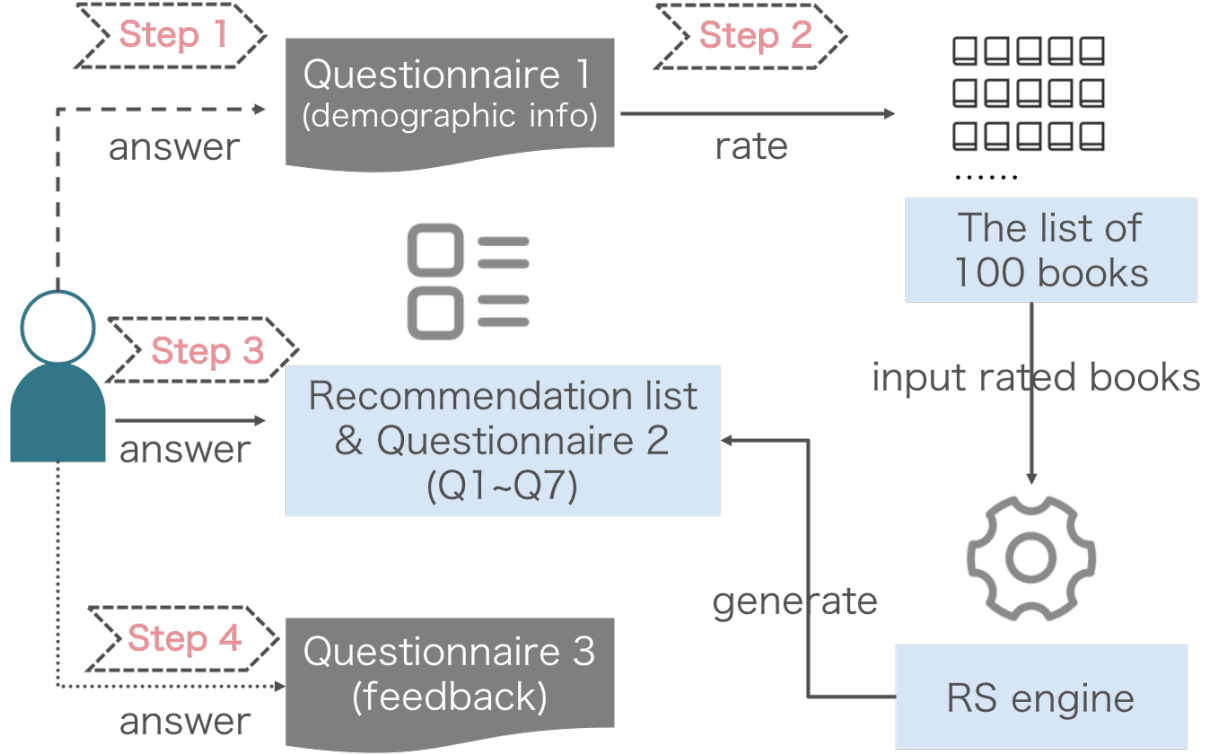 Step 1
Step 2
Questionnaire 1
(demographic info)
answer
rate
......
The list of
100 books
Step 3
input rated books
Recommendation list
& Questionnaire 2
(Q1~Q7)
answer
generate
Step 4
Questionnaire 3
(feedback)
RS engine
answer